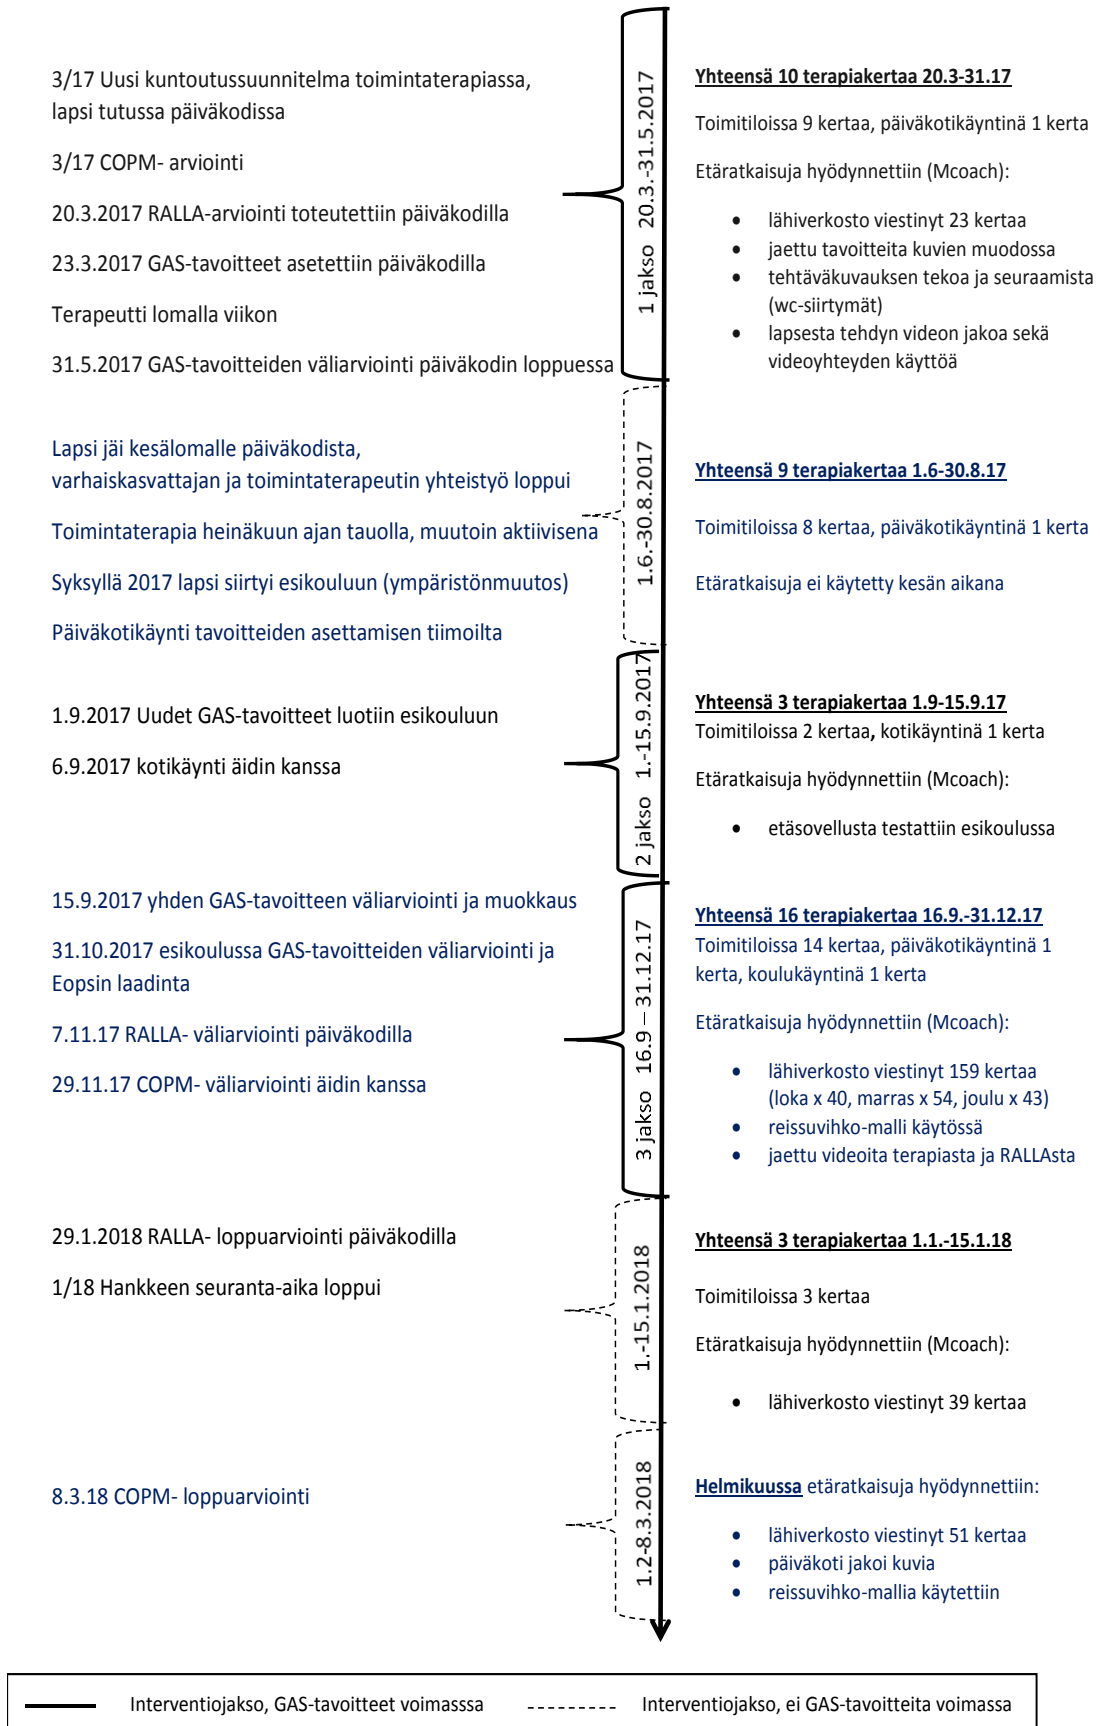 3/17 Uusi kuntoutussuunnitelma toimintaterapiassa,
lapsi tutussa päiväkodissa
3/17 COPM- arviointi
20.3.2017 RALLA-arviointi toteutettiin päiväkodilla
23.3.2017 GAS-tavoitteet asetettiin päiväkodilla
Terapeutti lomalla viikon
31.5.2017 GAS-tavoitteiden väliarviointi päiväkodin loppuessa
1 jakso 20.3.-31.5.2017
Yhteensä 10 terapiakertaa 20.3-31.17
Toimitiloissa 9 kertaa, päiväkotikäyntinä 1 kerta
Etäratkaisuja hyödynnettiin (Mcoach):
• lähiverkosto viestinyt 23 kertaa
• jaettu tavoitteita kuvien muodossa
• tehtäväkuvauksen tekoa ja seuraamista
(wc-siirtymät)
• lapsesta tehdyn videon jakoa sekä
videoyhteyden käyttöä
Lapsi jäi kesälomalle päiväkodista,
varhaiskasvattajan ja toimintaterapeutin yhteistyö loppui
Toimintaterapia heinäkuun ajan tauolla, muutoin aktiivisena
Syksyllä 2017 lapsi siirtyi esikouluun (ympäristönmuutos)
Päiväkotikäynti tavoitteiden asettamisen tiimoilta
1.6.-30.8.2017
Yhteensä 9 terapiakertaa 1.6-30.8.17
Toimitiloissa 8 kertaa, päiväkotikäyntinä 1 kerta
Etäratkaisuja ei käytetty kesän aikana
1.9.2017 Uudet GAS-tavoitteet luotiin esikouluun
6.9.2017 kotikäynti äidin kanssa
2 jakso 1.-15.9.2017
Yhteensä 3 terapiakertaa 1.9-15.9.17
Toimitiloissa 2 kertaa, kotikäyntinä 1 kerta
Etäratkaisuja hyödynnettiin (Mcoach):
• etäsovellusta testattiin esikoulussa
15.9.2017 yhden GAS-tavoitteen väliarviointi ja muokkaus
31.10.2017 esikoulussa GAS-tavoitteiden väliarviointi ja
Eopsin laadinta
7.11.17 RALLA- väliarviointi päiväkodilla
29.11.17 COPM- väliarviointi äidin kanssa
3 jakso 16.9 – 31.12.17
Yhteensä 16 terapiakertaa 16.9.-31.12.17
Toimitiloissa 14 kertaa, päiväkotikäyntinä 1
kerta, koulukäyntinä 1 kerta
Etäratkaisuja hyödynnettiin (Mcoach):
• lähiverkosto viestinyt 159 kertaa
(loka x 40, marras x 54, joulu x 43)
• reissuvihko-malli käytössä
• jaettu videoita terapiasta ja RALLAsta
29.1.2018 RALLA- loppuarviointi päiväkodilla
1/18 Hankkeen seuranta-aika loppui
1.-15.1.2018
Yhteensä 3 terapiakertaa 1.1.-15.1.18
Toimitiloissa 3 kertaa
Etäratkaisuja hyödynnettiin (Mcoach):
• lähiverkosto viestinyt 39 kertaa
8.3.18 COPM- loppuarviointi
1.2-8.3.2018
Helmikuussa etäratkaisuja hyödynnettiin:
• lähiverkosto viestinyt 51 kertaa
• päiväkoti jakoi kuvia
• reissuvihko-mallia käytettiin
Interventiojakso, GAS-tavoitteet voimasssa
Interventiojakso, ei GAS-tavoitteita voimassa